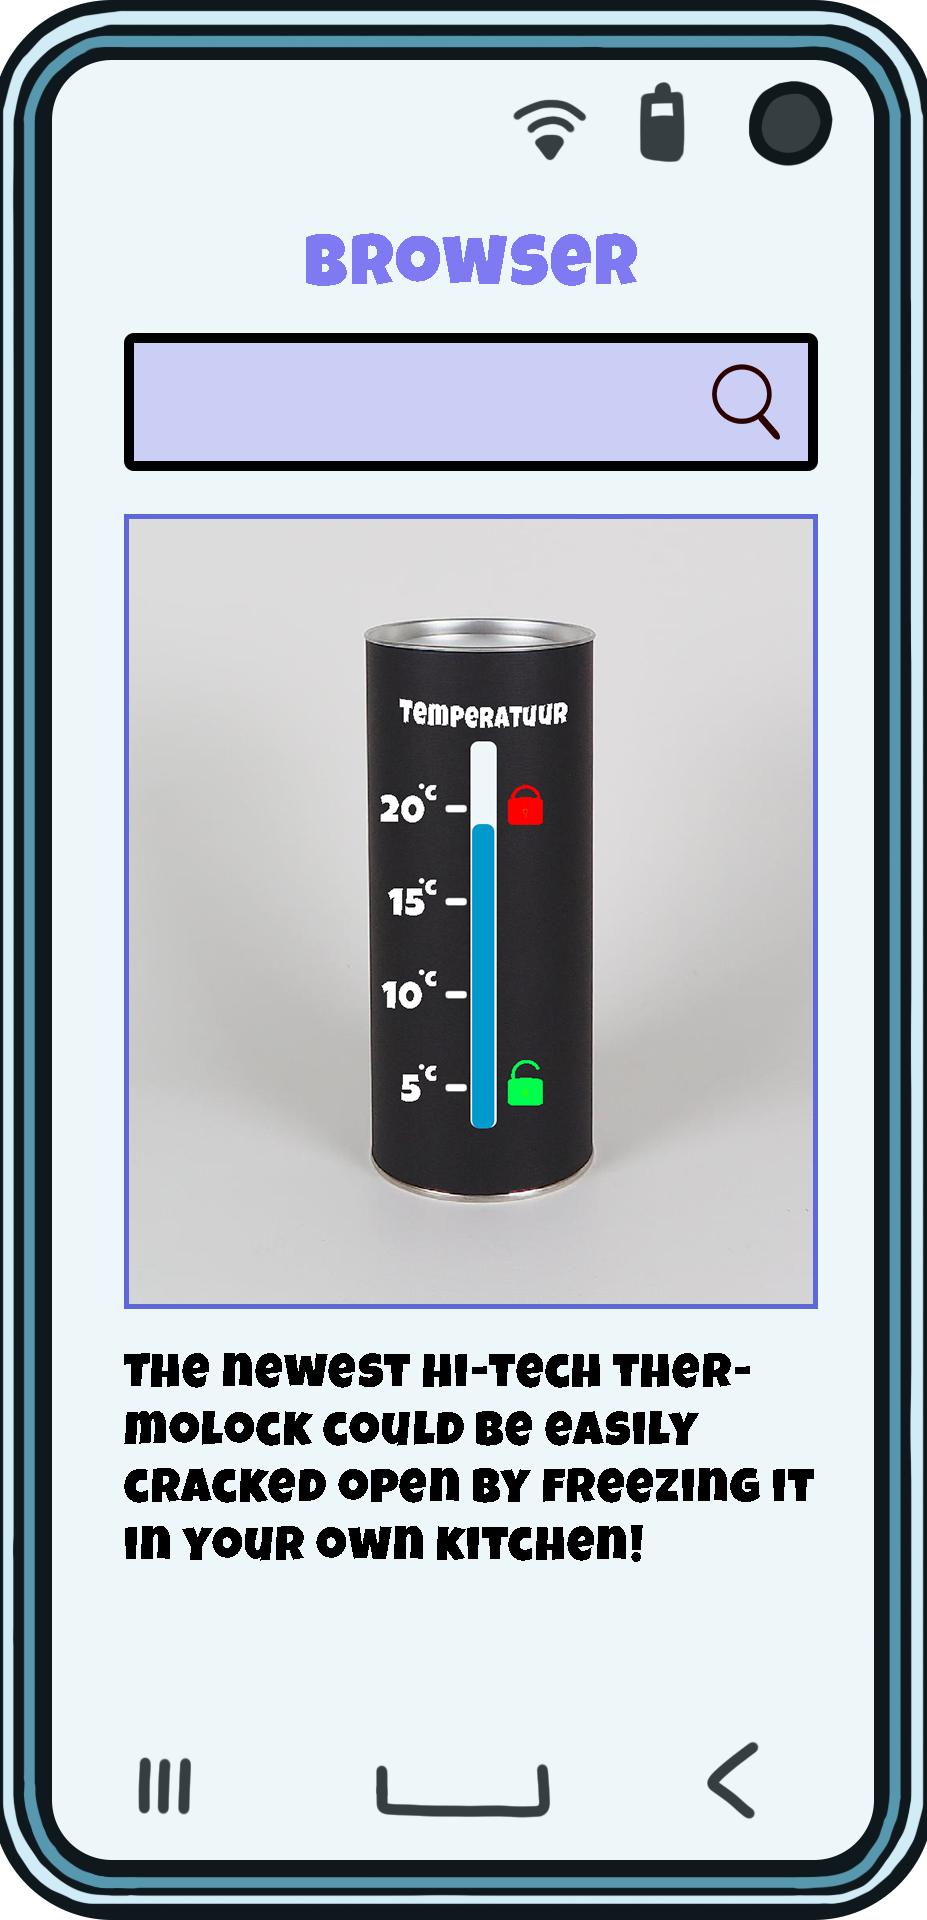 BROWSER
TEMPERATUUR
20°C
15°C
10°C
5°C
THE NEWEST HI-TECH THER-
MOLOCK COULD BE EASILY
CRACKED OPEN BY FREEZING IT
IN YOUR OWN KITCHEN!